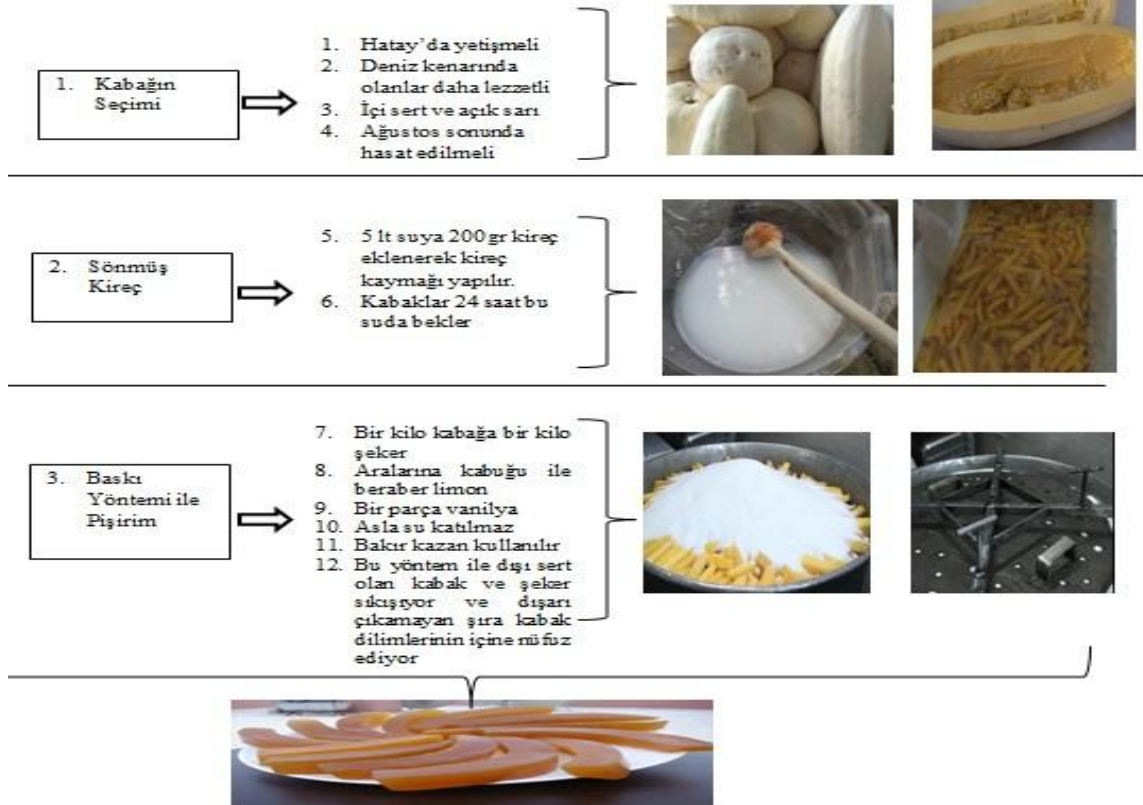 1. Kabağın
Seçimi
1. Hatay’da yetişmeli
2. Deniz kenarında
olanlar daha lezzetli
3. İçi sert ve açık sarı
4. Ağustos sonunda
hasat edilmeli
2. Sönmüş
Kireç
5. 5 lt suya 200 gr kireç
eklenerek kireç
kaymağı yapılır.
6. Kabaklar 24 saat bu
suda bekler
3. Baskı
Yöntemi ile
Pişirim
7. Bir kilo kabağa bir kilo
şeker
8. Aralarına kabuğu ile
beraber limon
9. Bir parça vanilya
10. Asla su katılmaz
11. Bakır kazan kullanılır
12. Bu yöntem ile dışı sert
olan kabak ve şeker
sıkışıyor ve dışarı
çıkamayan şıra kabak
dilimlerinin içine nüfuz
ediyor